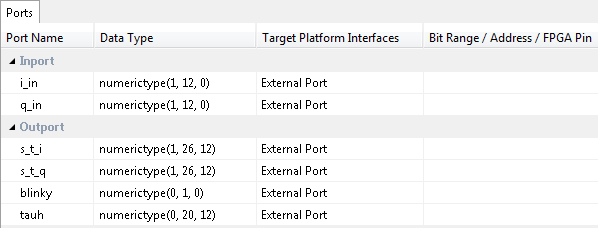 Ports
Port Name Data Type Target Platform Interfaces Bit Range / Address / FPGA Pin
Inport
i_in numerictype(1, 12, 0) External Port
q_in numerictype(1, 12, 0) External Port
Outport
s_t_i numerictype(1, 26, 12) External Port
s_t_q numerictype(1, 26, 12) External Port
blinky numerictype(0, 1, 0) External Port
tauh numerictype(0, 20, 12) External Port